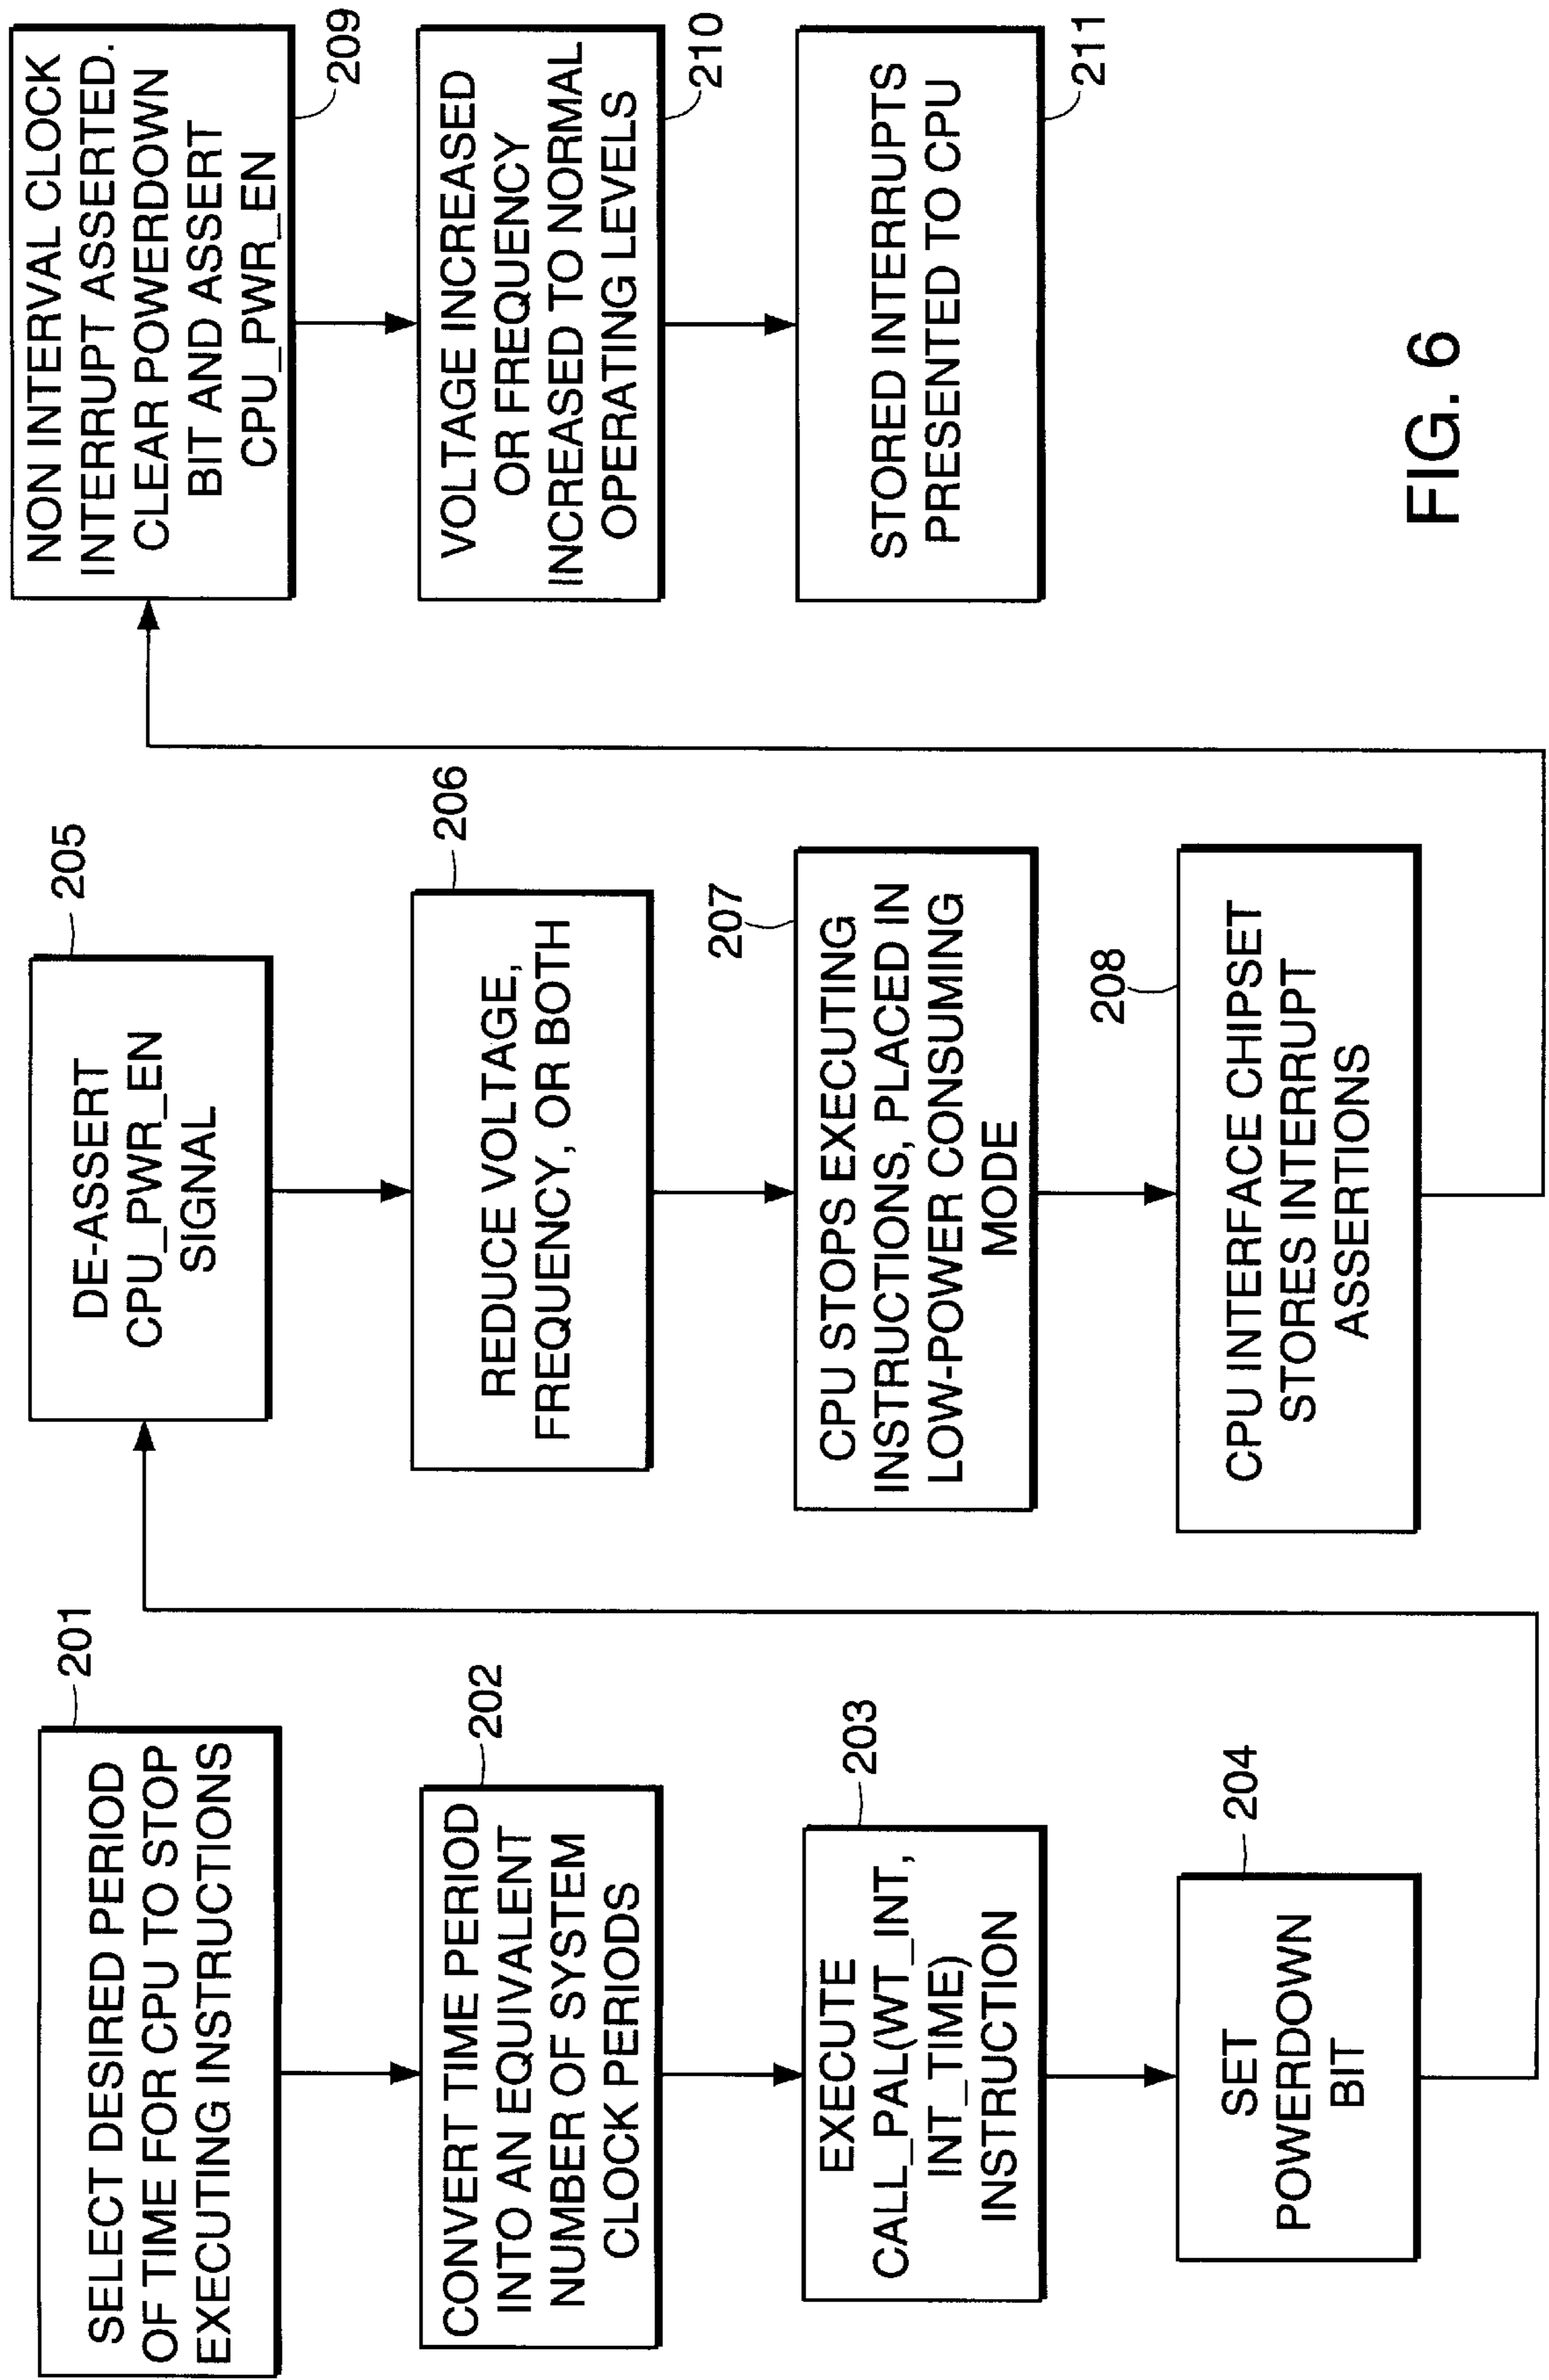 SELECT DESIRED PERIOD
OF TIME FOR CPU TO STOP
EXECUTING INSTRUCTIONS
201
CONVERT TIME PERIOD
INTO AN EQUIVALENT
NUMBER OF SYSTEM
CLOCK PERIODS
202
EXECUTE
CALL_PAL(WT_INT,
INT_TIME)
INSTRUCTION
203
SET
POWERDOWN
BIT
204
DE-ASSERT
CPU_PWR_EN
SIGNAL
205
REDUCE VOLTAGE,
FREQUENCY, OR BOTH
206
CPU STOPS EXECUTING
INSTRUCTIONS, PLACED IN
LOW-POWER CONSUMING
MODE
207
CPU INTERFACE CHIPSET
STORES INTERRUPT
ASSERTIONS
208
NON INTERVAL CLOCK
INTERRUPT ASSERTED.
CLEAR POWERDOWN
BIT AND ASSERT
CPU_PWR_EN
209
VOLTAGE INCREASED
OR FREQUENCY
INCREASED TO NORMAL
OPERATING LEVELS
210
STORED INTERRUPTS
PRESENTED TO CPU
211
FIG. 6